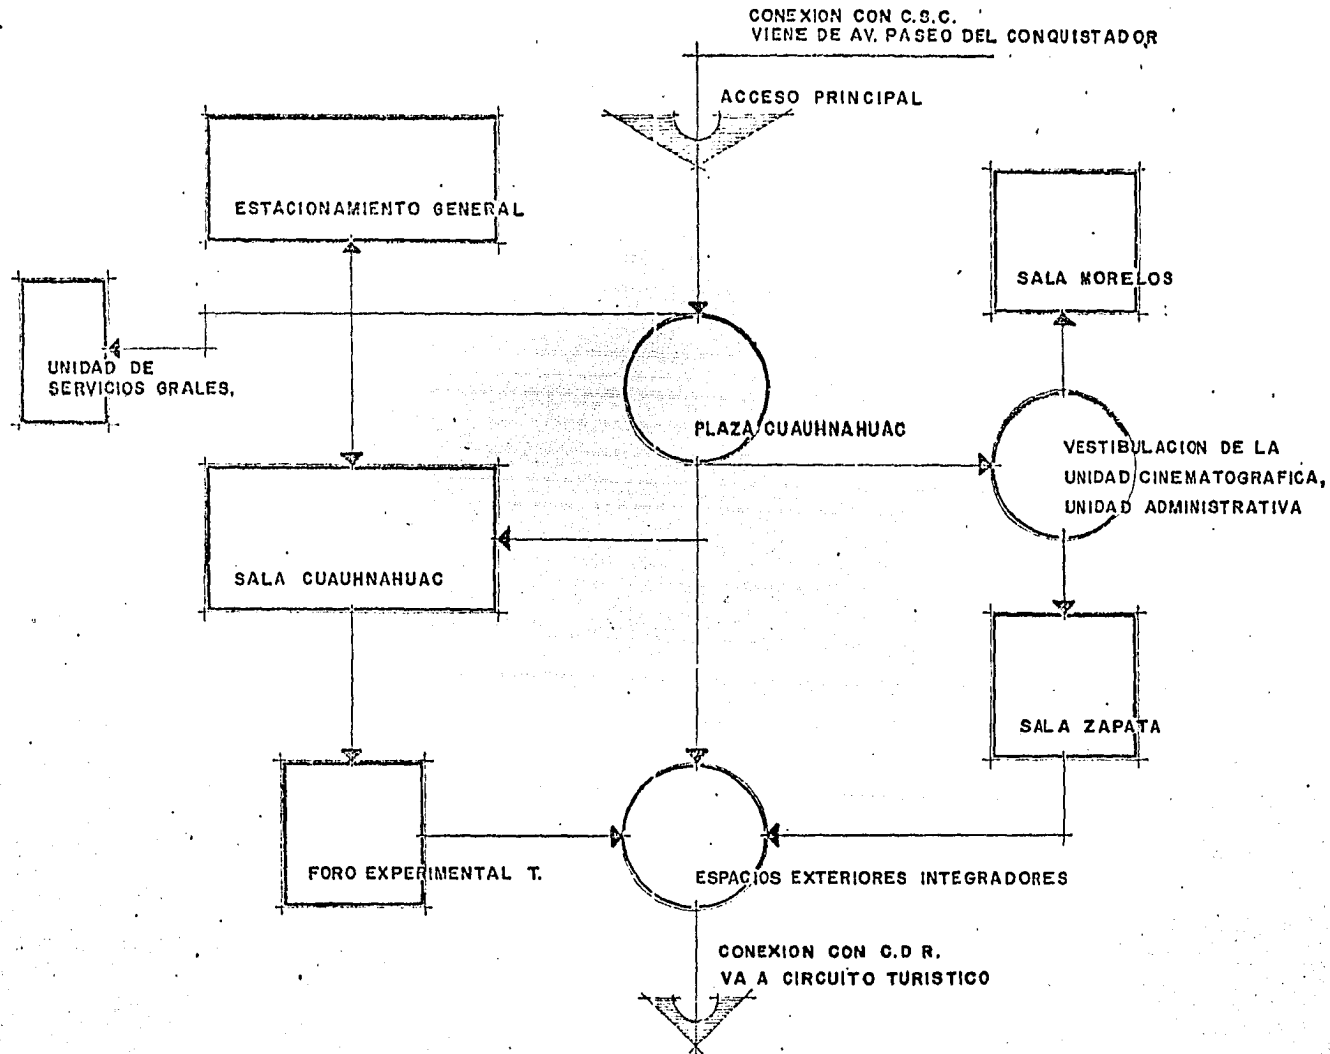 CONEXION CON C.S.C.
VIENE DE AV. PASEO DEL CONQUISTADOR
ACCESO PRINCIPAL
ESTACIONAMIENTO GENERAL
SALA MORELOS
UNIDAD DE
SERVICIOS GRALES,
PLAZA CUAUHNAHUAC
VESTIBULACION DE LA
UNIDAD CINEMATOGRAFICA,
UNIDAD ADMINISTRATIVA
SALA CUAUHNAHUAC
SALA ZAPATA
FORO EXPERIMENTAL T.
ESPACIOS EXTERIORES INTEGRADORES
CONEXION CON C.D R.
VA A CIRCUITO TURISTICO